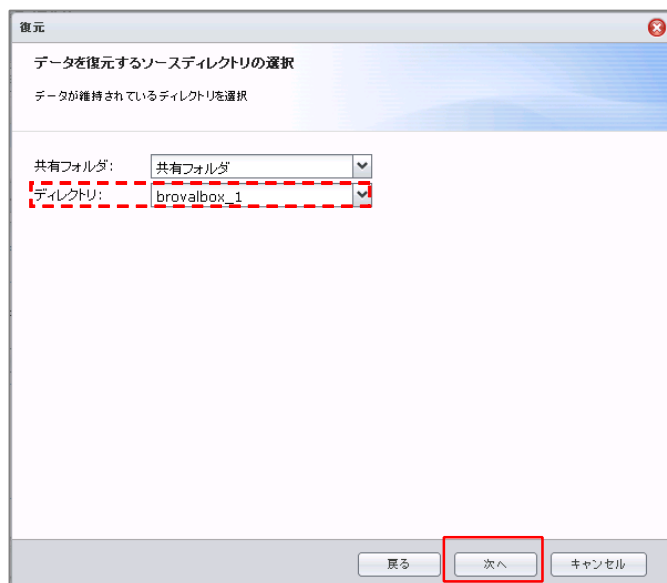 復元
データを復元するソースディレクトリの選択
データが維持されているディレクトリを選択
共有フォルダ: 共有フォルダ
ディレクトリ: brovalbox_1
戻る 次へ キャンセル